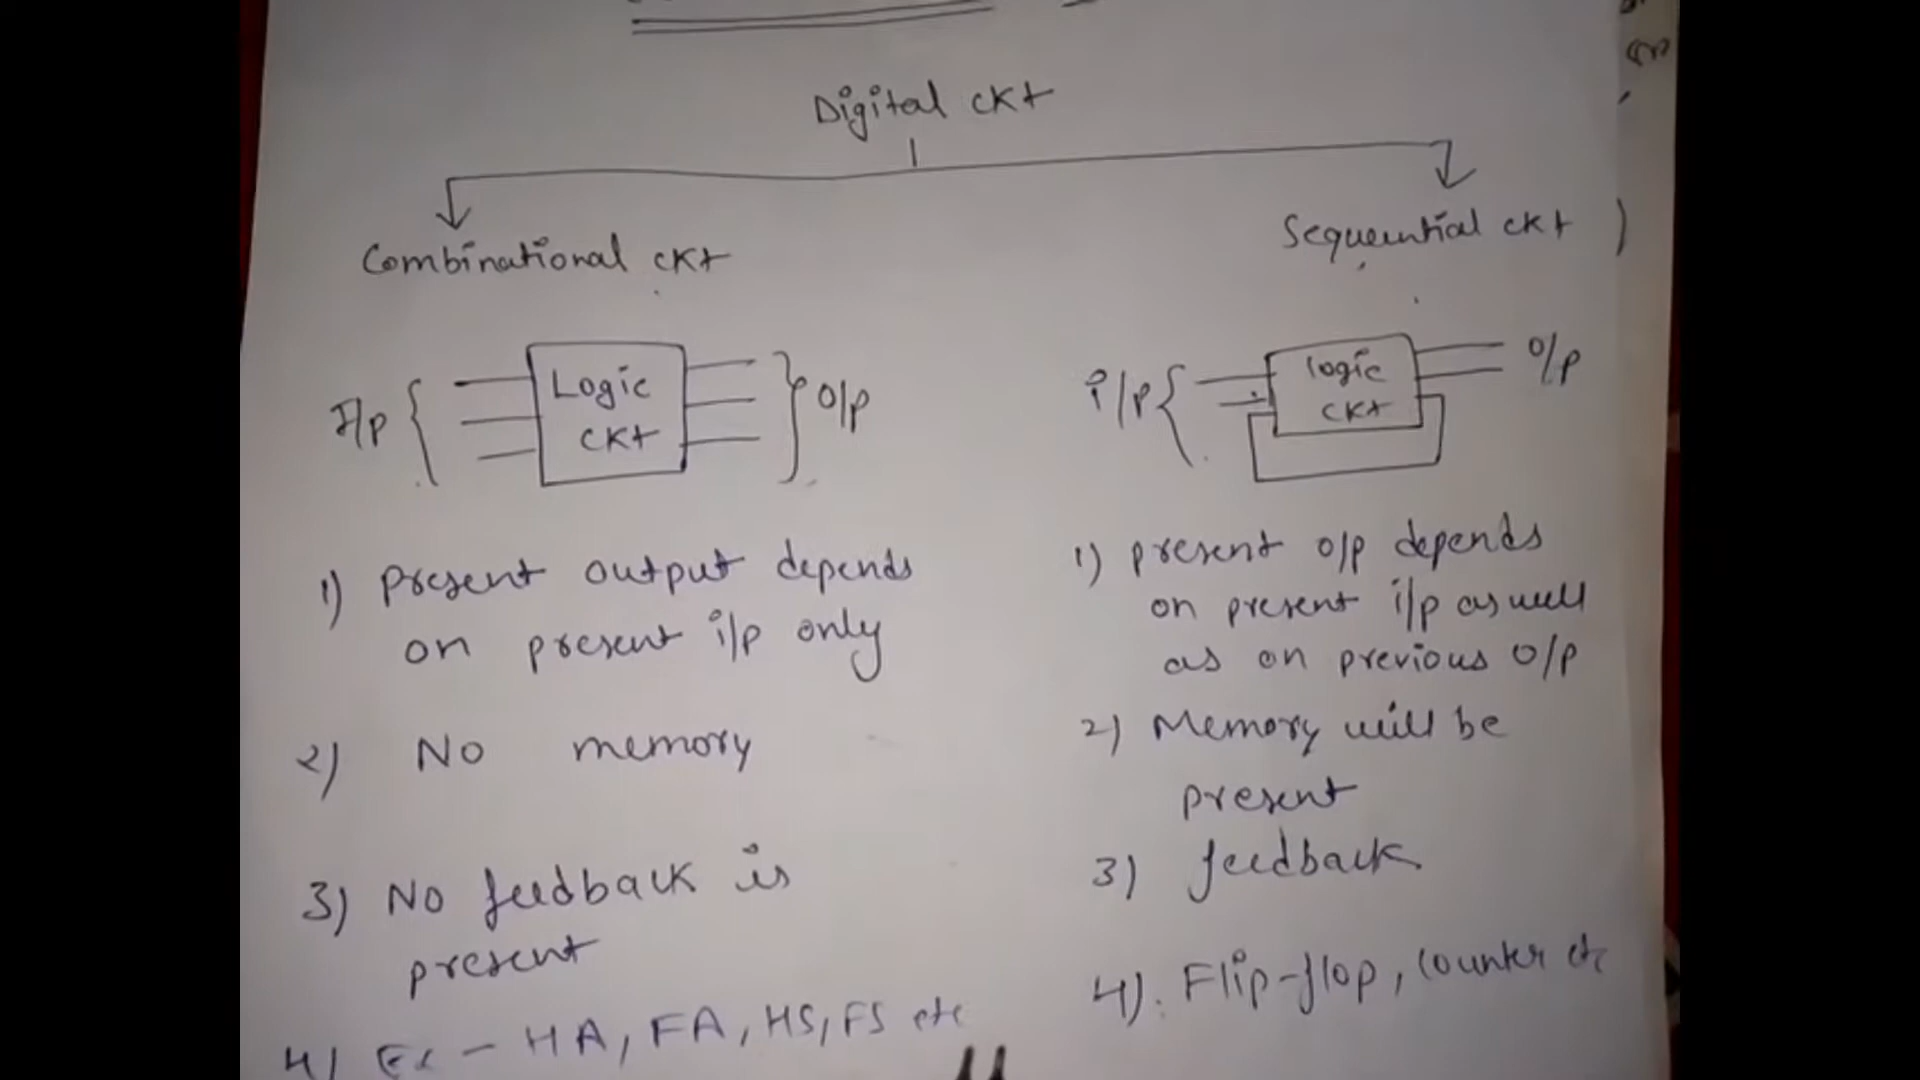 Digital ckt
Combinational ckt
I/p
Logic
ckt
O/p
1) Present output depends
on present i/p only
2) No memory
3) No feedback is
present
4) Ex - HA, FA, HS, FS etc
Sequential ckt
i/p
logic
ckt
O/p
1) present o/p depends
on present i/p as well
as on previous O/p
2) Memory will be
present
3) feedback
4). Flip-flop, counter etc